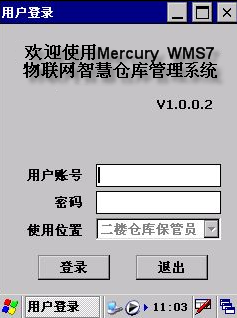 用户登录
欢迎使用Mercury WMS7
物联网智慧仓库管理系统
V1.0.0.2
用户账号
密码
使用位置 二楼仓库保管员
登录 退出
用户登录 11:03